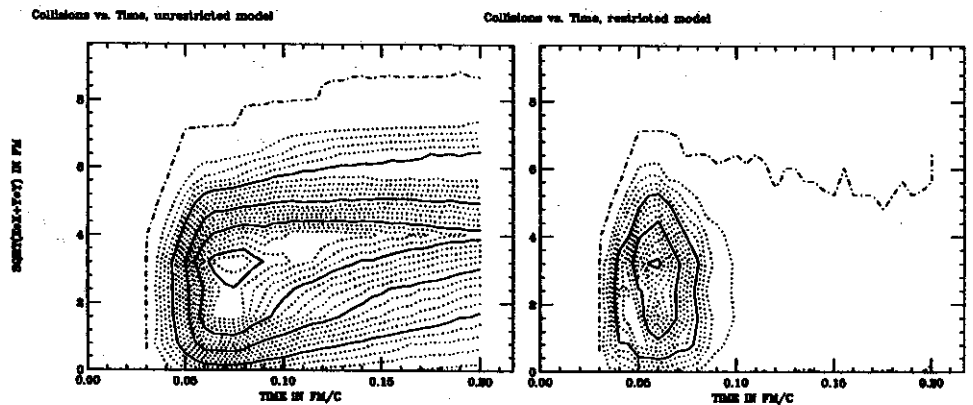 Collisions vs. Time, unrestricted model
Collisions vs. Time, restricted model
SQRT(X*X+Y*Y) IN FM
8
6
4
2
0
0.00 0.05 0.10 0.15 0.20
TIME IN FM/C
8
6
4
2
0
0.00 0.05 0.10 0.15 0.20
TIME IN FM/C